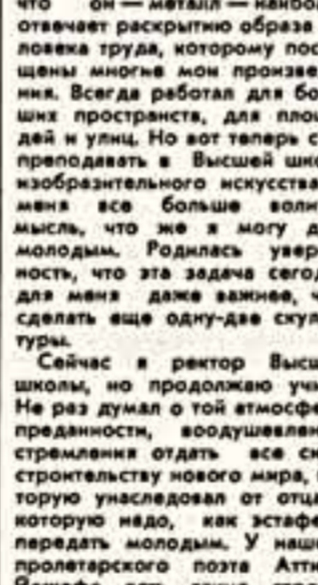 что он — металл — наибол
отвечает раскрытию образа
ловека труда, которому пос
щены многие мои произве
ния. Всегда работал для бо
ших пространств, для площ
дей и улиц. Но вот теперь с
преподавать в Высшей шко
изобразительного искусства
меня все больше волн
мысль, что же я могу д
молодым. Родилась увер
ность, что эта задача сегод
для меня даже важнее, ч
сделать еще одну-две скул
туры.
Сейчас я ректор Высш
школы, но продолжаю учи
Не раз думал о той атмосфе
преданности, воодушевлен
стремления отдать все си
строительству нового мира,
торую унаследовал от отца
которую надо, как эстафе
передать молодым. У наше
пролетарского поэта Атти